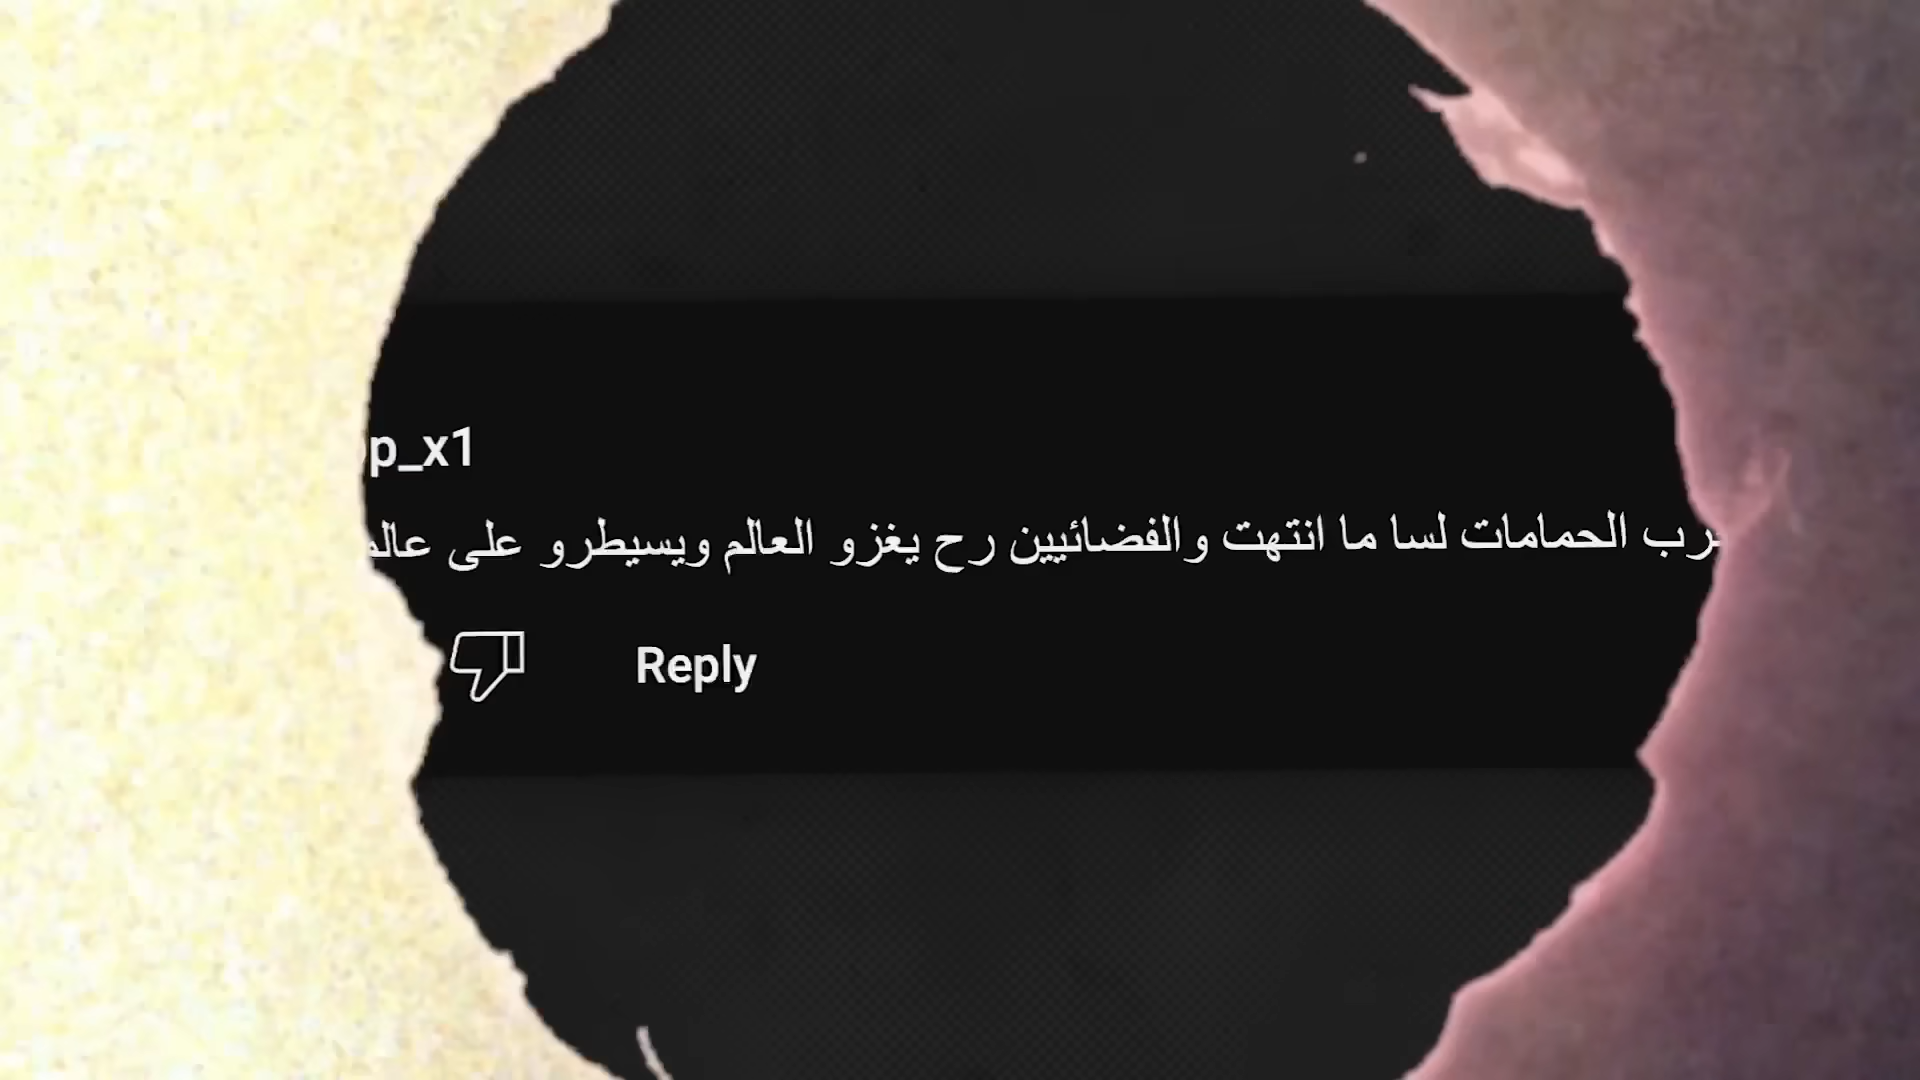 p_x1
الحمامات لسا ما انتهت والفضائيين رح يغزو العالم ويسيطرو على
Reply